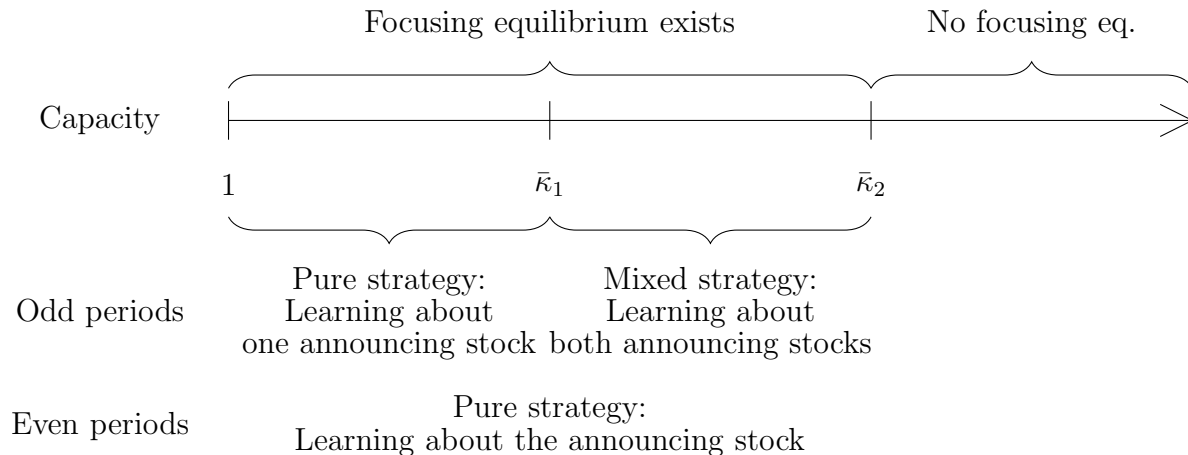 Focusing equilibrium exists No focusing eq.
Capacity
1 κ̄₁ κ̄₂
Pure strategy: Mixed strategy:
Odd periods Learning about Learning about
one announcing stock both announcing stocks
Pure strategy:
Even periods
Learning about the announcing stock